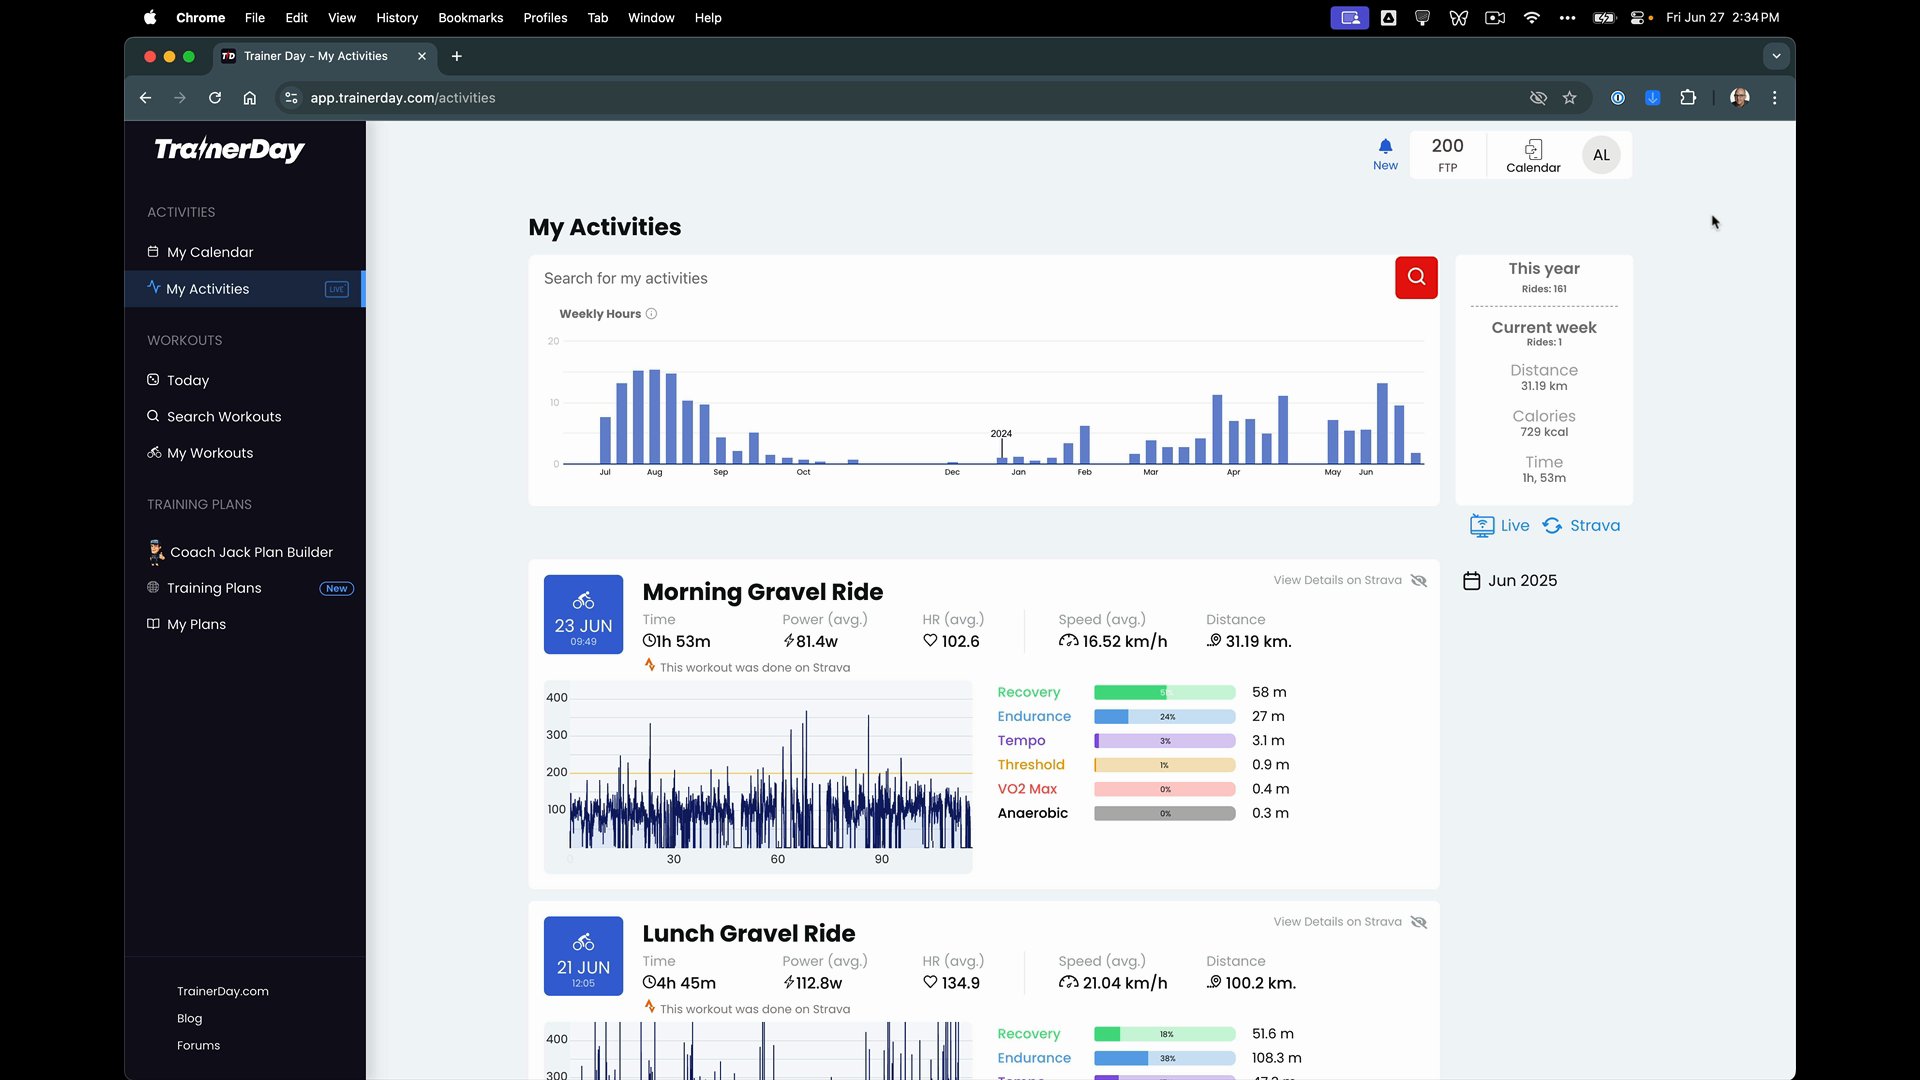 Chrome File Edit View History Bookmarks Profiles Tab Window Help Fri Jun 27 2:34 PM
TD Trainer Day - My Activities
app.trainerday.com/activities
TrainerDay
New
200
FTP
Calendar
AL
ACTIVITIES
My Calendar
My Activities LIVE
WORKOUTS
Today
Search Workouts
My Workouts
TRAINING PLANS
Coach Jack Plan Builder
Training Plans New
My Plans
TrainerDay.com
Blog
Forums
My Activities
Search for my activities
Weekly Hours
20
10
0
2024
Jul Aug Sep Oct Dec Jan Feb Mar Apr May Jun
This year
Rides: 161
Current week
Rides: 1
Distance
31.19 km
Calories
729 kcal
Time
1h, 53m
Live Strava
Jun 2025
23 JUN
09:49
Morning Gravel Ride
View Details on Strava
Time Power (avg.) HR (avg.) Speed (avg.) Distance
1h 53m 81.4w 102.6 16.52 km/h 31.19 km.
This workout was done on Strava
400
300
200
100
0 30 60 90
Recovery 51% 58 m
Endurance 24% 27 m
Tempo 3% 3.1 m
Threshold 1% 0.9 m
VO2 Max 0% 0.4 m
Anaerobic 0% 0.3 m
21 JUN
12:05
Lunch Gravel Ride
View Details on Strava
Time Power (avg.) HR (avg.) Speed (avg.) Distance
4h 45m 112.8w 134.9 21.04 km/h 100.2 km.
This workout was done on Strava
400
300
Recovery 18% 51.6 m
Endurance 38% 108.3 m